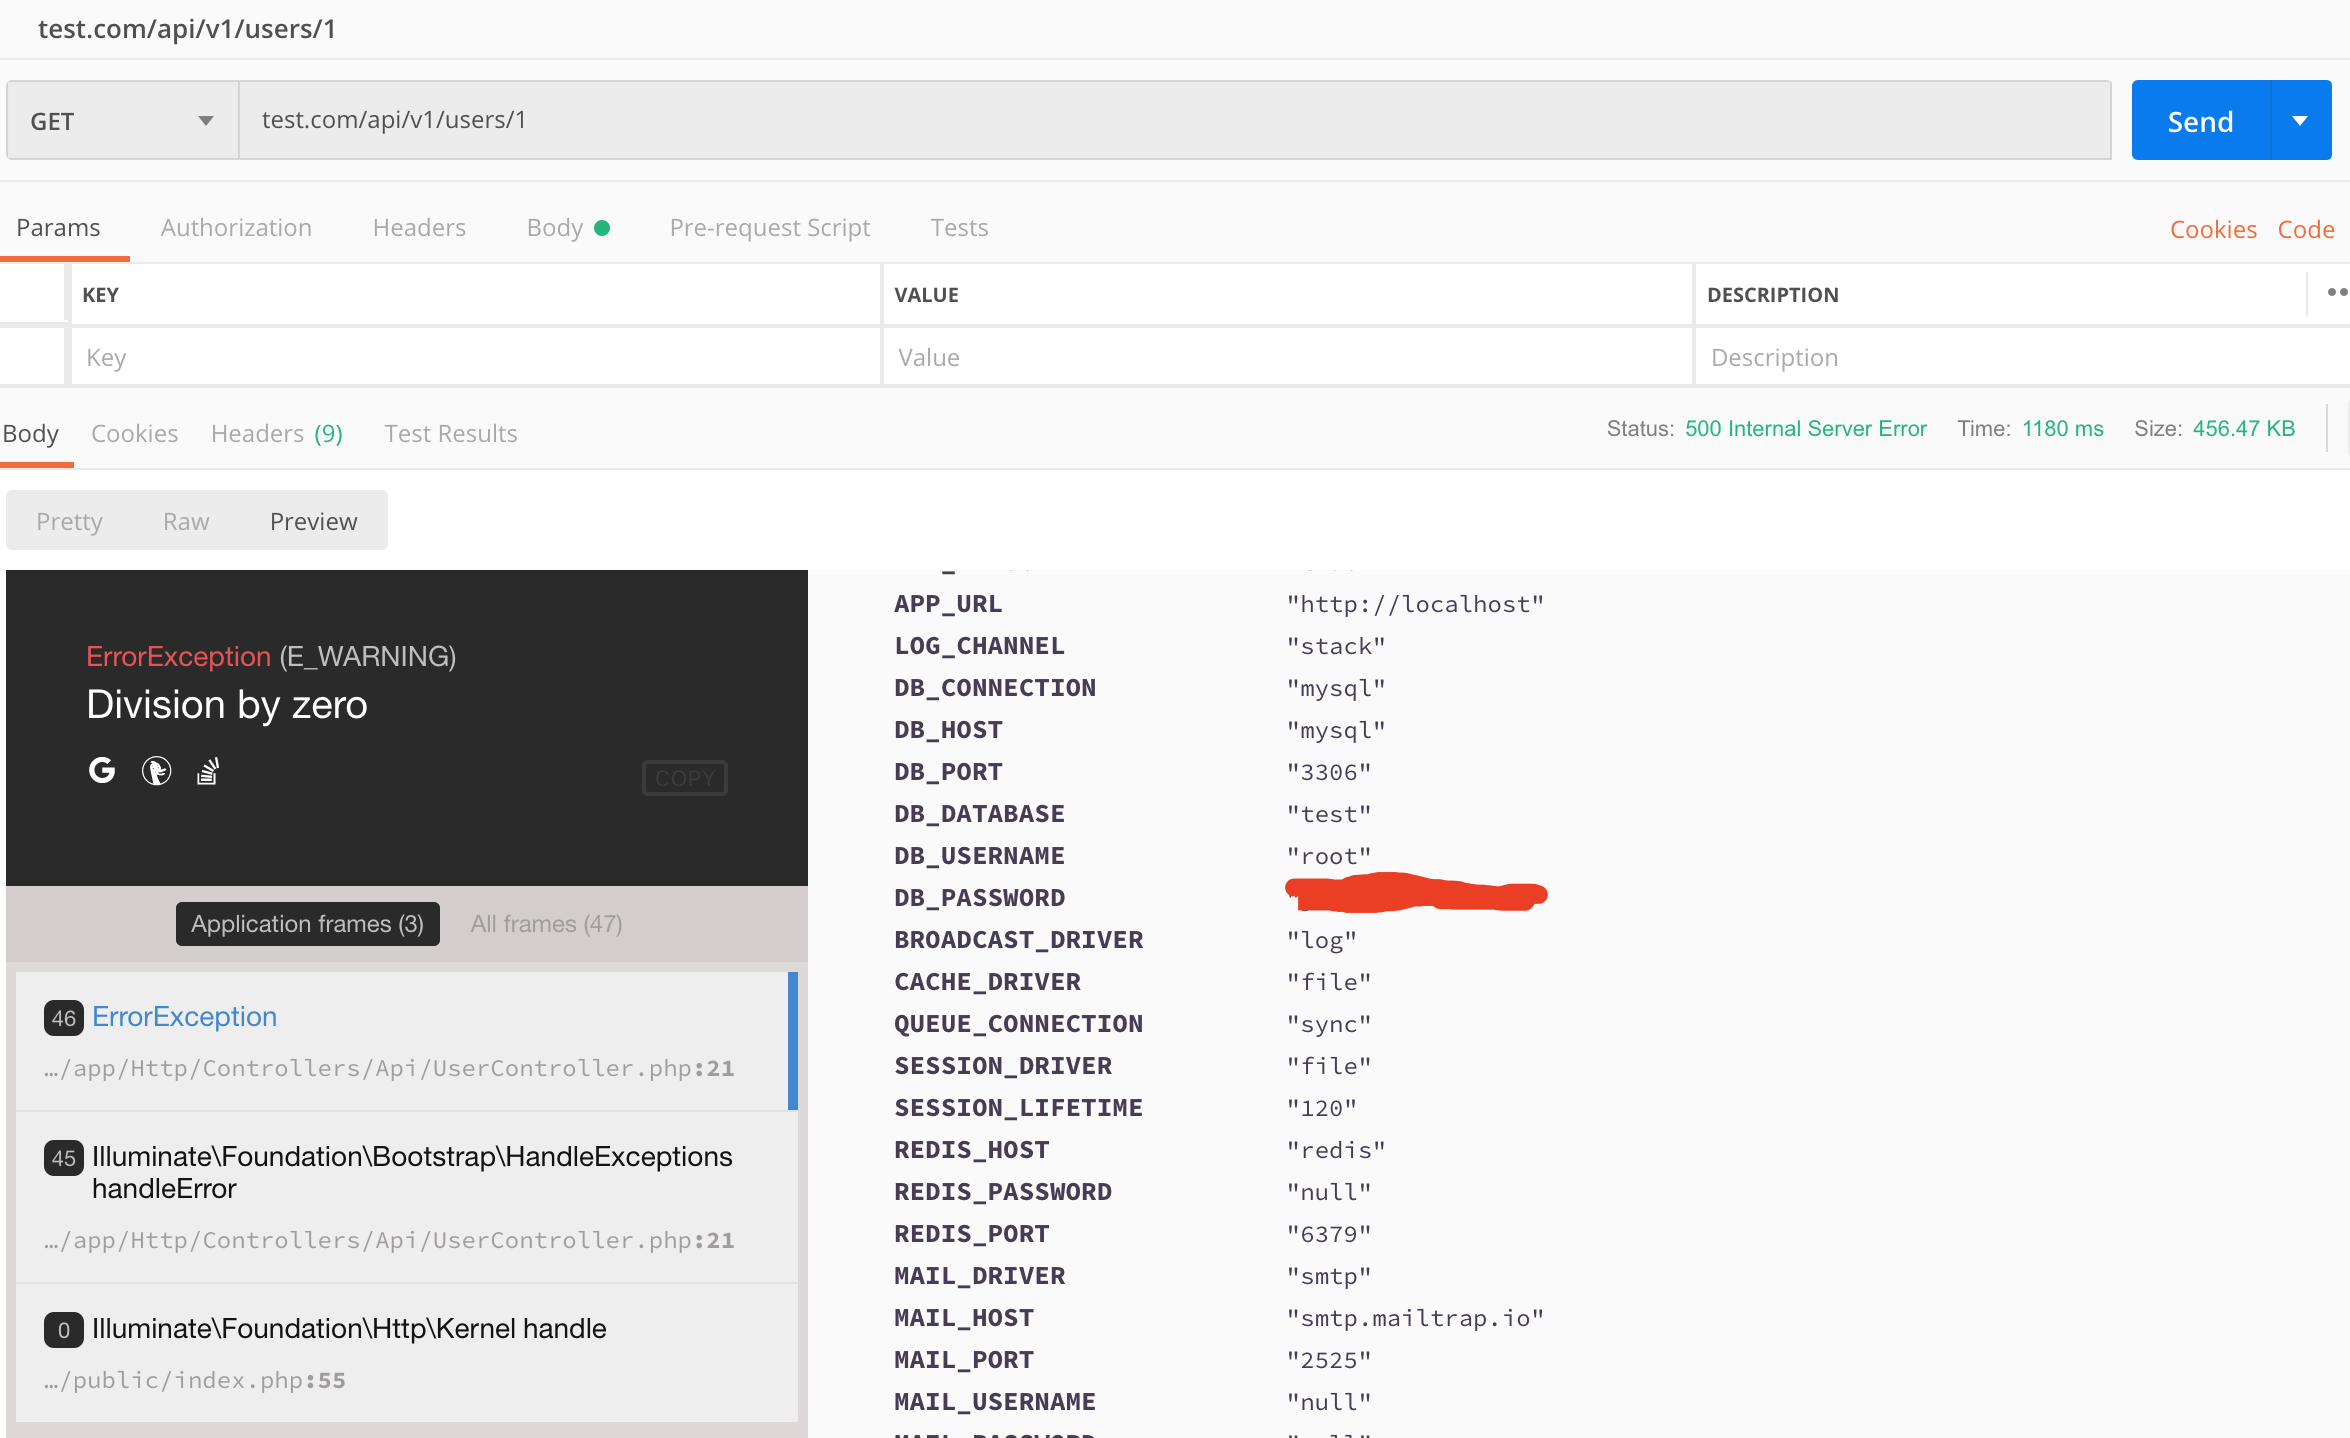 test.com/api/v1/users/1
GET
test.com/api/v1/users/1
Send
Params Authorization Headers Body Pre-request Script Tests Cookies Code
KEY VALUE DESCRIPTION
Key Value Description
Body Cookies Headers (9) Test Results Status: 500 Internal Server Error Time: 1180 ms Size: 456.47 KB
Pretty Raw Preview
ErrorException (E_WARNING)
Division by zero
COPY
Application frames (3) All frames (47)
46 ErrorException
…/app/Http/Controllers/Api/UserController.php:21
45 Illuminate\Foundation\Bootstrap\HandleExceptions
handleError
…/app/Http/Controllers/Api/UserController.php:21
0 Illuminate\Foundation\Http\Kernel handle
…/public/index.php:55
APP_URL "http://localhost"
LOG_CHANNEL "stack"
DB_CONNECTION "mysql"
DB_HOST "mysql"
DB_PORT "3306"
DB_DATABASE "test"
DB_USERNAME "root"
DB_PASSWORD
BROADCAST_DRIVER "log"
CACHE_DRIVER "file"
QUEUE_CONNECTION "sync"
SESSION_DRIVER "file"
SESSION_LIFETIME "120"
REDIS_HOST "redis"
REDIS_PASSWORD "null"
REDIS_PORT "6379"
MAIL_DRIVER "smtp"
MAIL_HOST "smtp.mailtrap.io"
MAIL_PORT "2525"
MAIL_USERNAME "null"